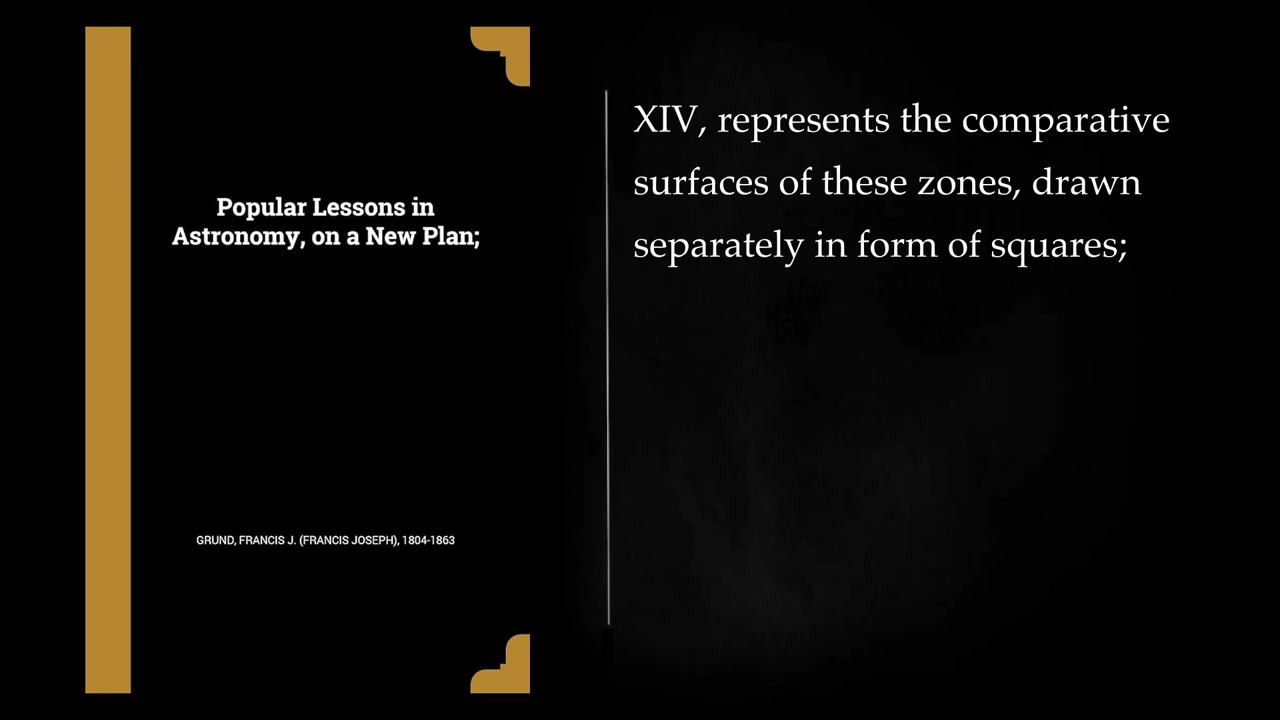 Popular Lessons in
Astronomy, on a New Plan;
GRUND, FRANCIS J. (FRANCIS JOSEPH), 1804-1863
XIV, represents the comparative
surfaces of these zones, drawn
separately in form of squares;